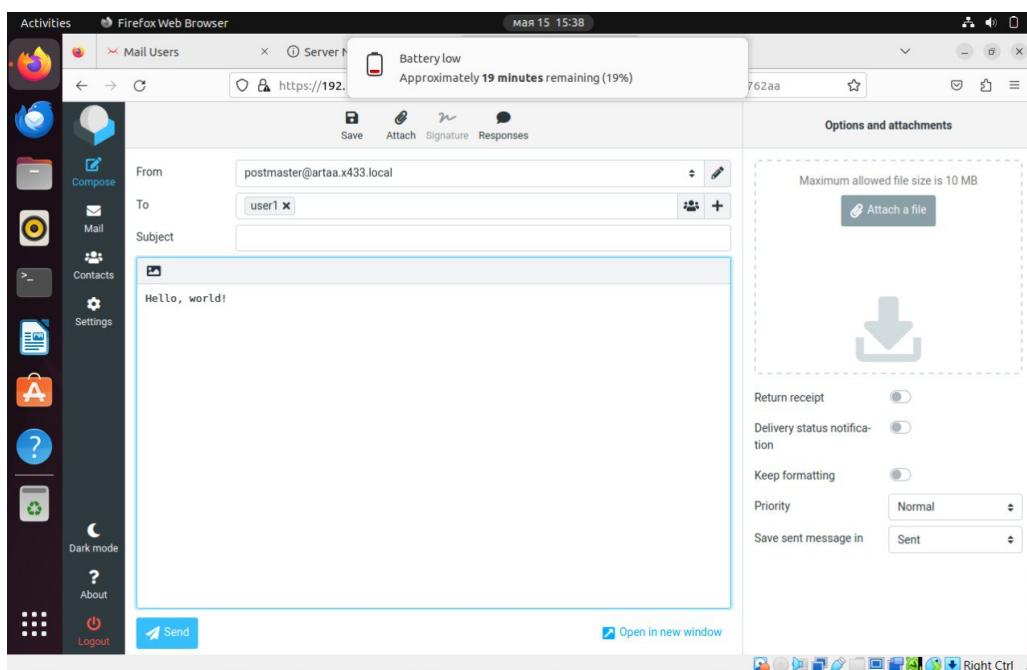 Activities Firefox Web Browser мая 15 15:38
Mail Users × Server
Battery low
Approximately 19 minutes remaining (19%)
https://192. 762aa
Save Attach Signature Responses
Options and attachments
Compose
Mail
Contacts
Settings
From postmaster@artaa.x433.local
To user1
Subject
Hello, world!
Maximum allowed file size is 10 MB
Attach a file
Return receipt
Delivery status notifica-
tion
Keep formatting
Priority Normal
Save sent message in Sent
Dark mode
About
Logout
Send Open in new window
Right Ctrl